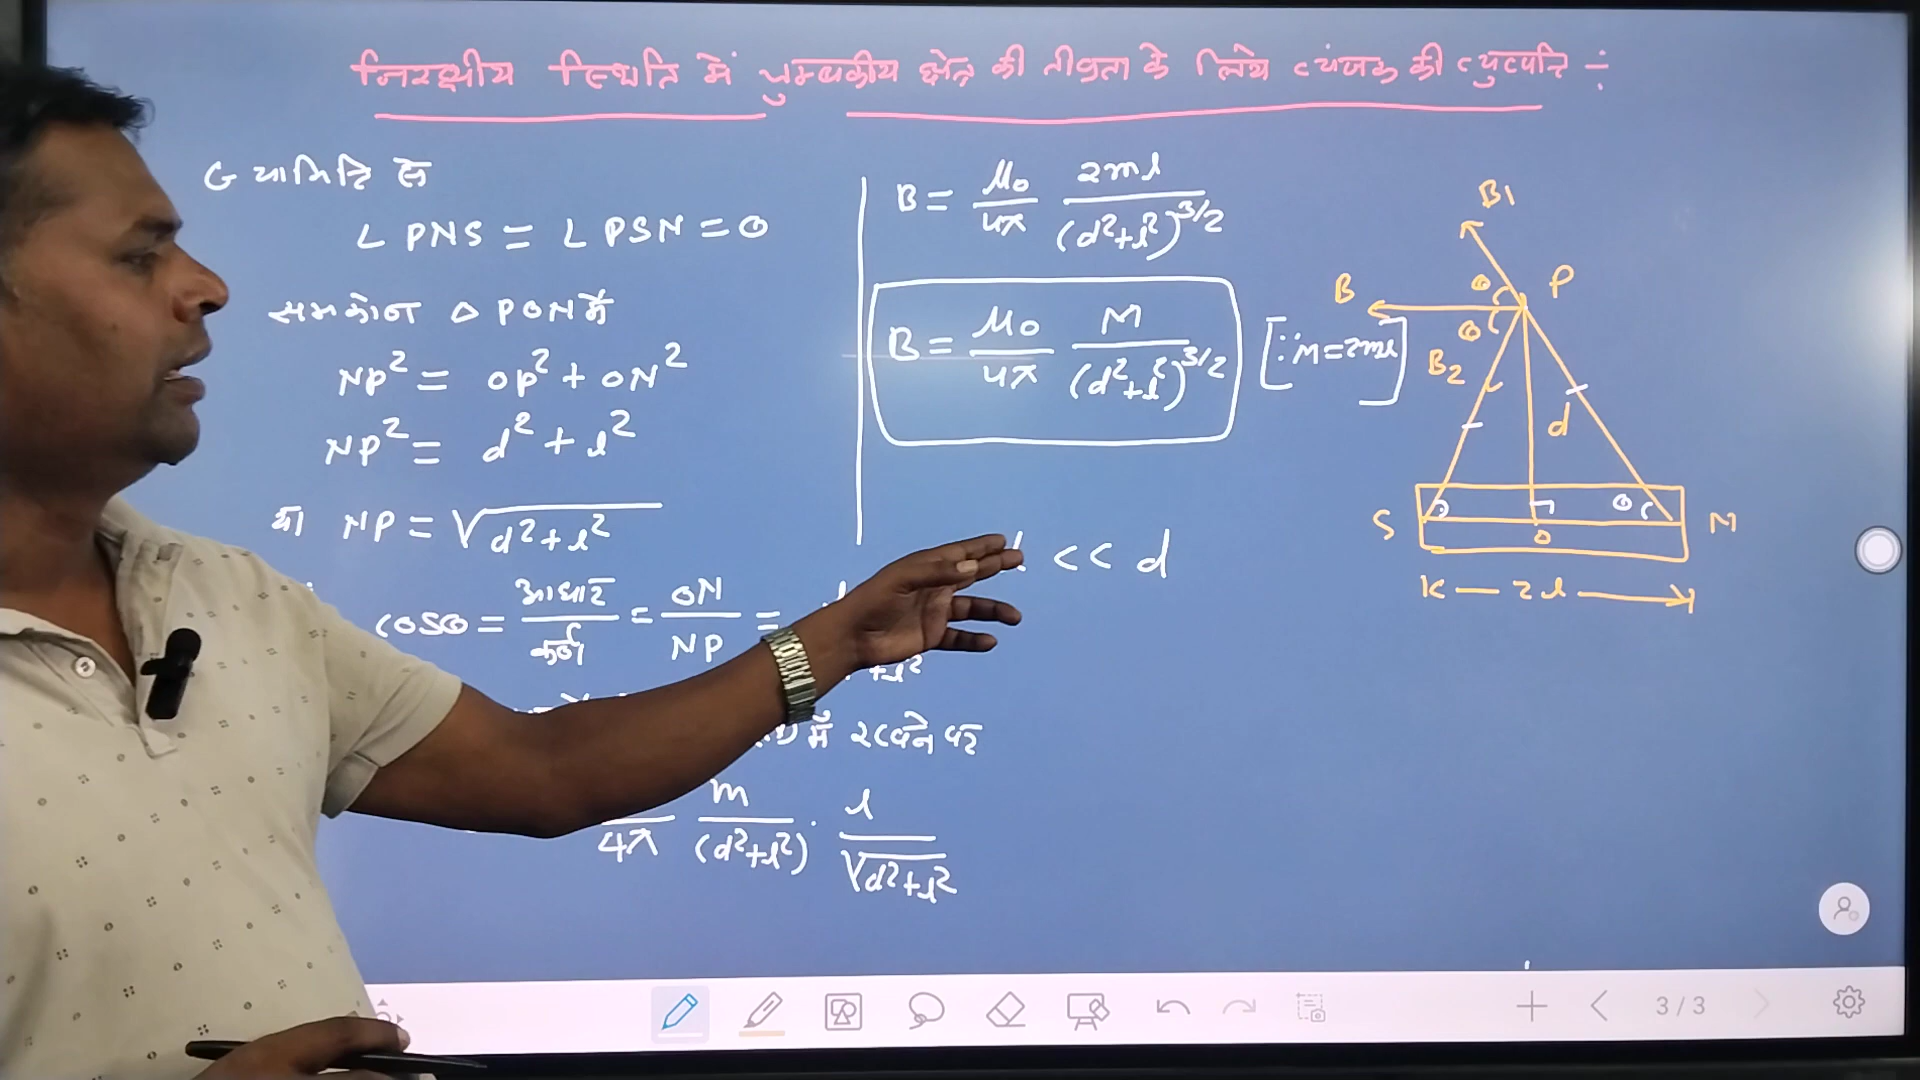 निरक्षीय स्थिति में चुम्बकीय क्षेत्र की तीव्रता के लिये व्यंजक की व्युत्पत्ति ÷
ज्यामिति से
∠ PNS = ∠ PSN = θ
समकोण △ PON में
NP² = OP² + ON²
NP² = d² + l²
या NP = √(d²+l²)
cosθ = आधार/कर्ण = ON/NP =
+l²
में रखने पर
4π m/(d²+l²) · l/√(d²+l²)
B = μ₀/4π 2ml/(d²+l²)^3/2
B = μ₀/4π M/(d²+l²)^3/2 [∵ M=2ml]
l << d
B1
θ P
B
θ
B2
d
S θ θ M
O
K — 2l —
3 / 3